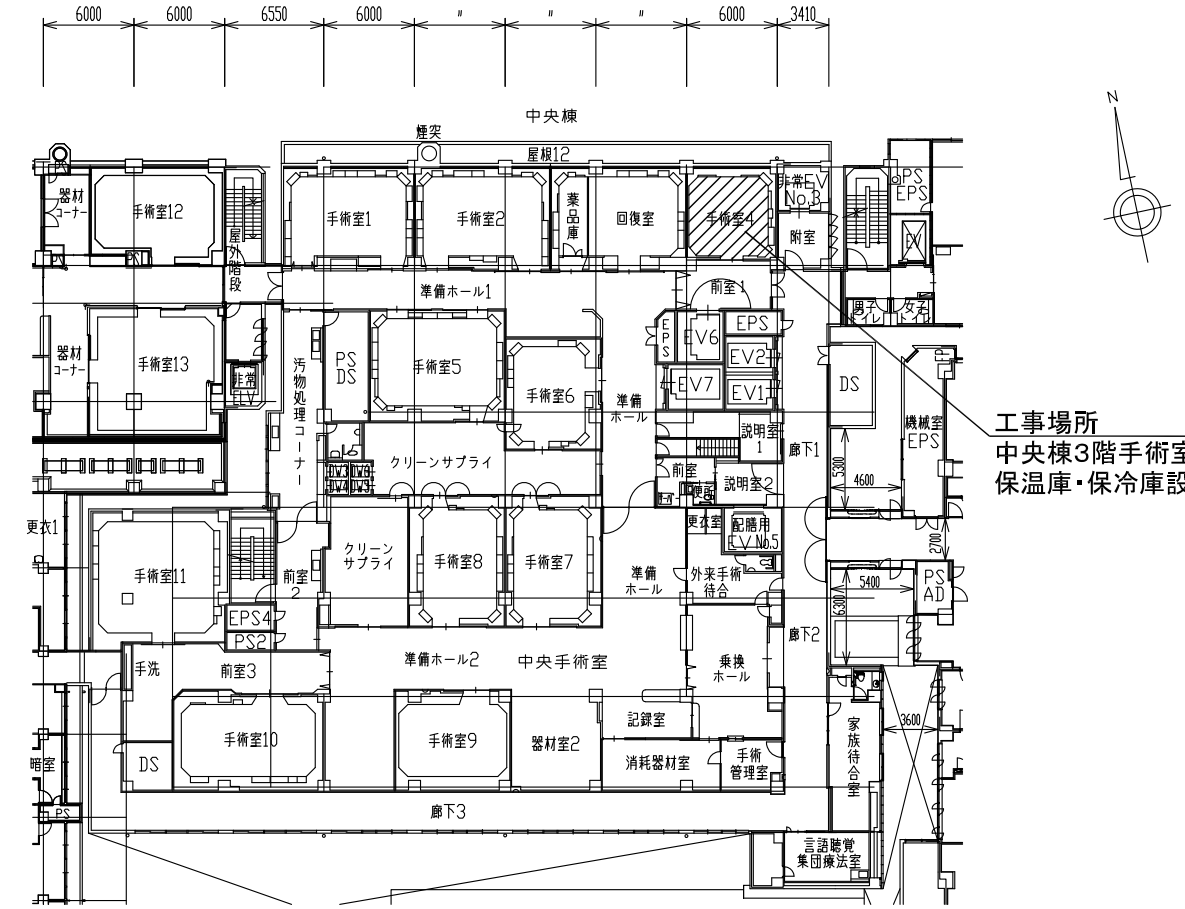 6000
6000
6550
6000
〃
〃
〃
6000
3410
N
中央棟
煙突
屋根12
器材
コーナー
手術室12
屋外階段
手術室1
手術室2
薬品庫
回復室
手術室4
非常EV
No.3
附室
PS
EPS
EV
準備ホール1
前室1
男子
トイレ
女子
トイレ
器材
コーナー
手術室13
非常
ELV
汚物処理コーナー
PS
DS
手術室5
手術室6
準備
ホール
EPS
EV6
EPS
EV2
EV7
EV1
DS
機械室
EPS
説明室
1
廊下1
工事場所
中央棟3階手術室
保温庫・保冷庫設
クリーンサプライ
前室
説明室2
5300
4600
更衣1
手術室11
前室
2
クリーン
サプライ
手術室8
手術室7
準備
ホール
更衣室
配膳用
EV No.5
外来手術
待合
2700
5400
6300
PS
AD
EPS4
PS2
廊下2
手洗
前室3
準備ホール2
中央手術室
乗換
ホール
手術室10
手術室9
器材室2
記録室
消耗器材室
手術
管理室
家族待合室
3600
DS
暗室
PS
廊下3
言語聴覚
集団療法室